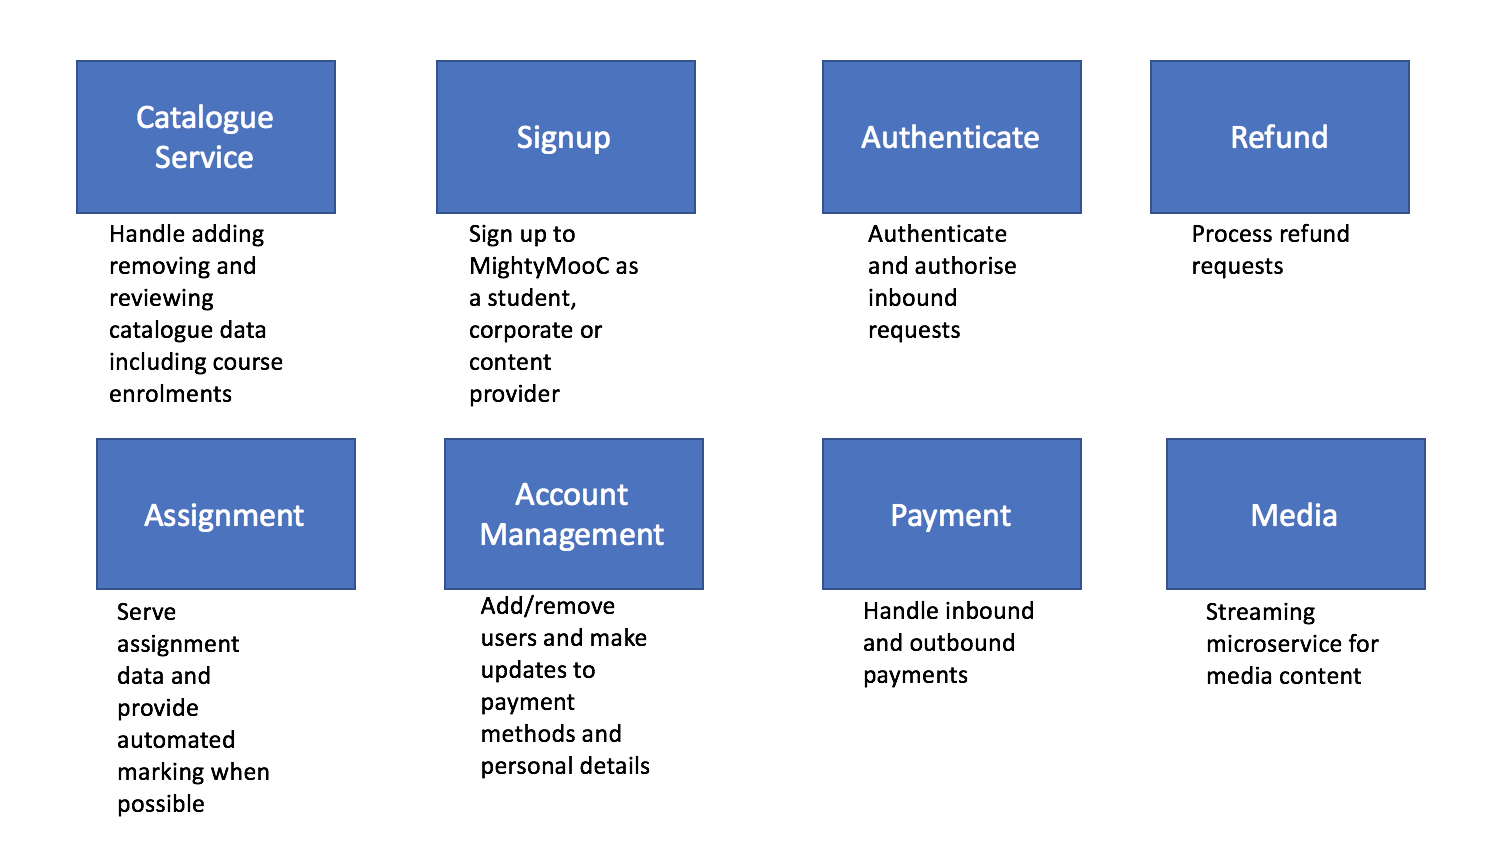 Catalogue
Service
Handle adding
removing and
reviewing
catalogue data
including course
enrolments
Signup
Sign up to
MightyMooC as
a student,
corporate or
content
provider
Authenticate
Authenticate
and authorise
inbound
requests
Refund
Process refund
requests
Assignment
Serve
assignment
data and
provide
automated
marking when
possible
Account
Management
Add/remove
users and make
updates to
payment
methods and
personal details
Payment
Handle inbound
and outbound
payments
Media
Streaming
microservice for
media content